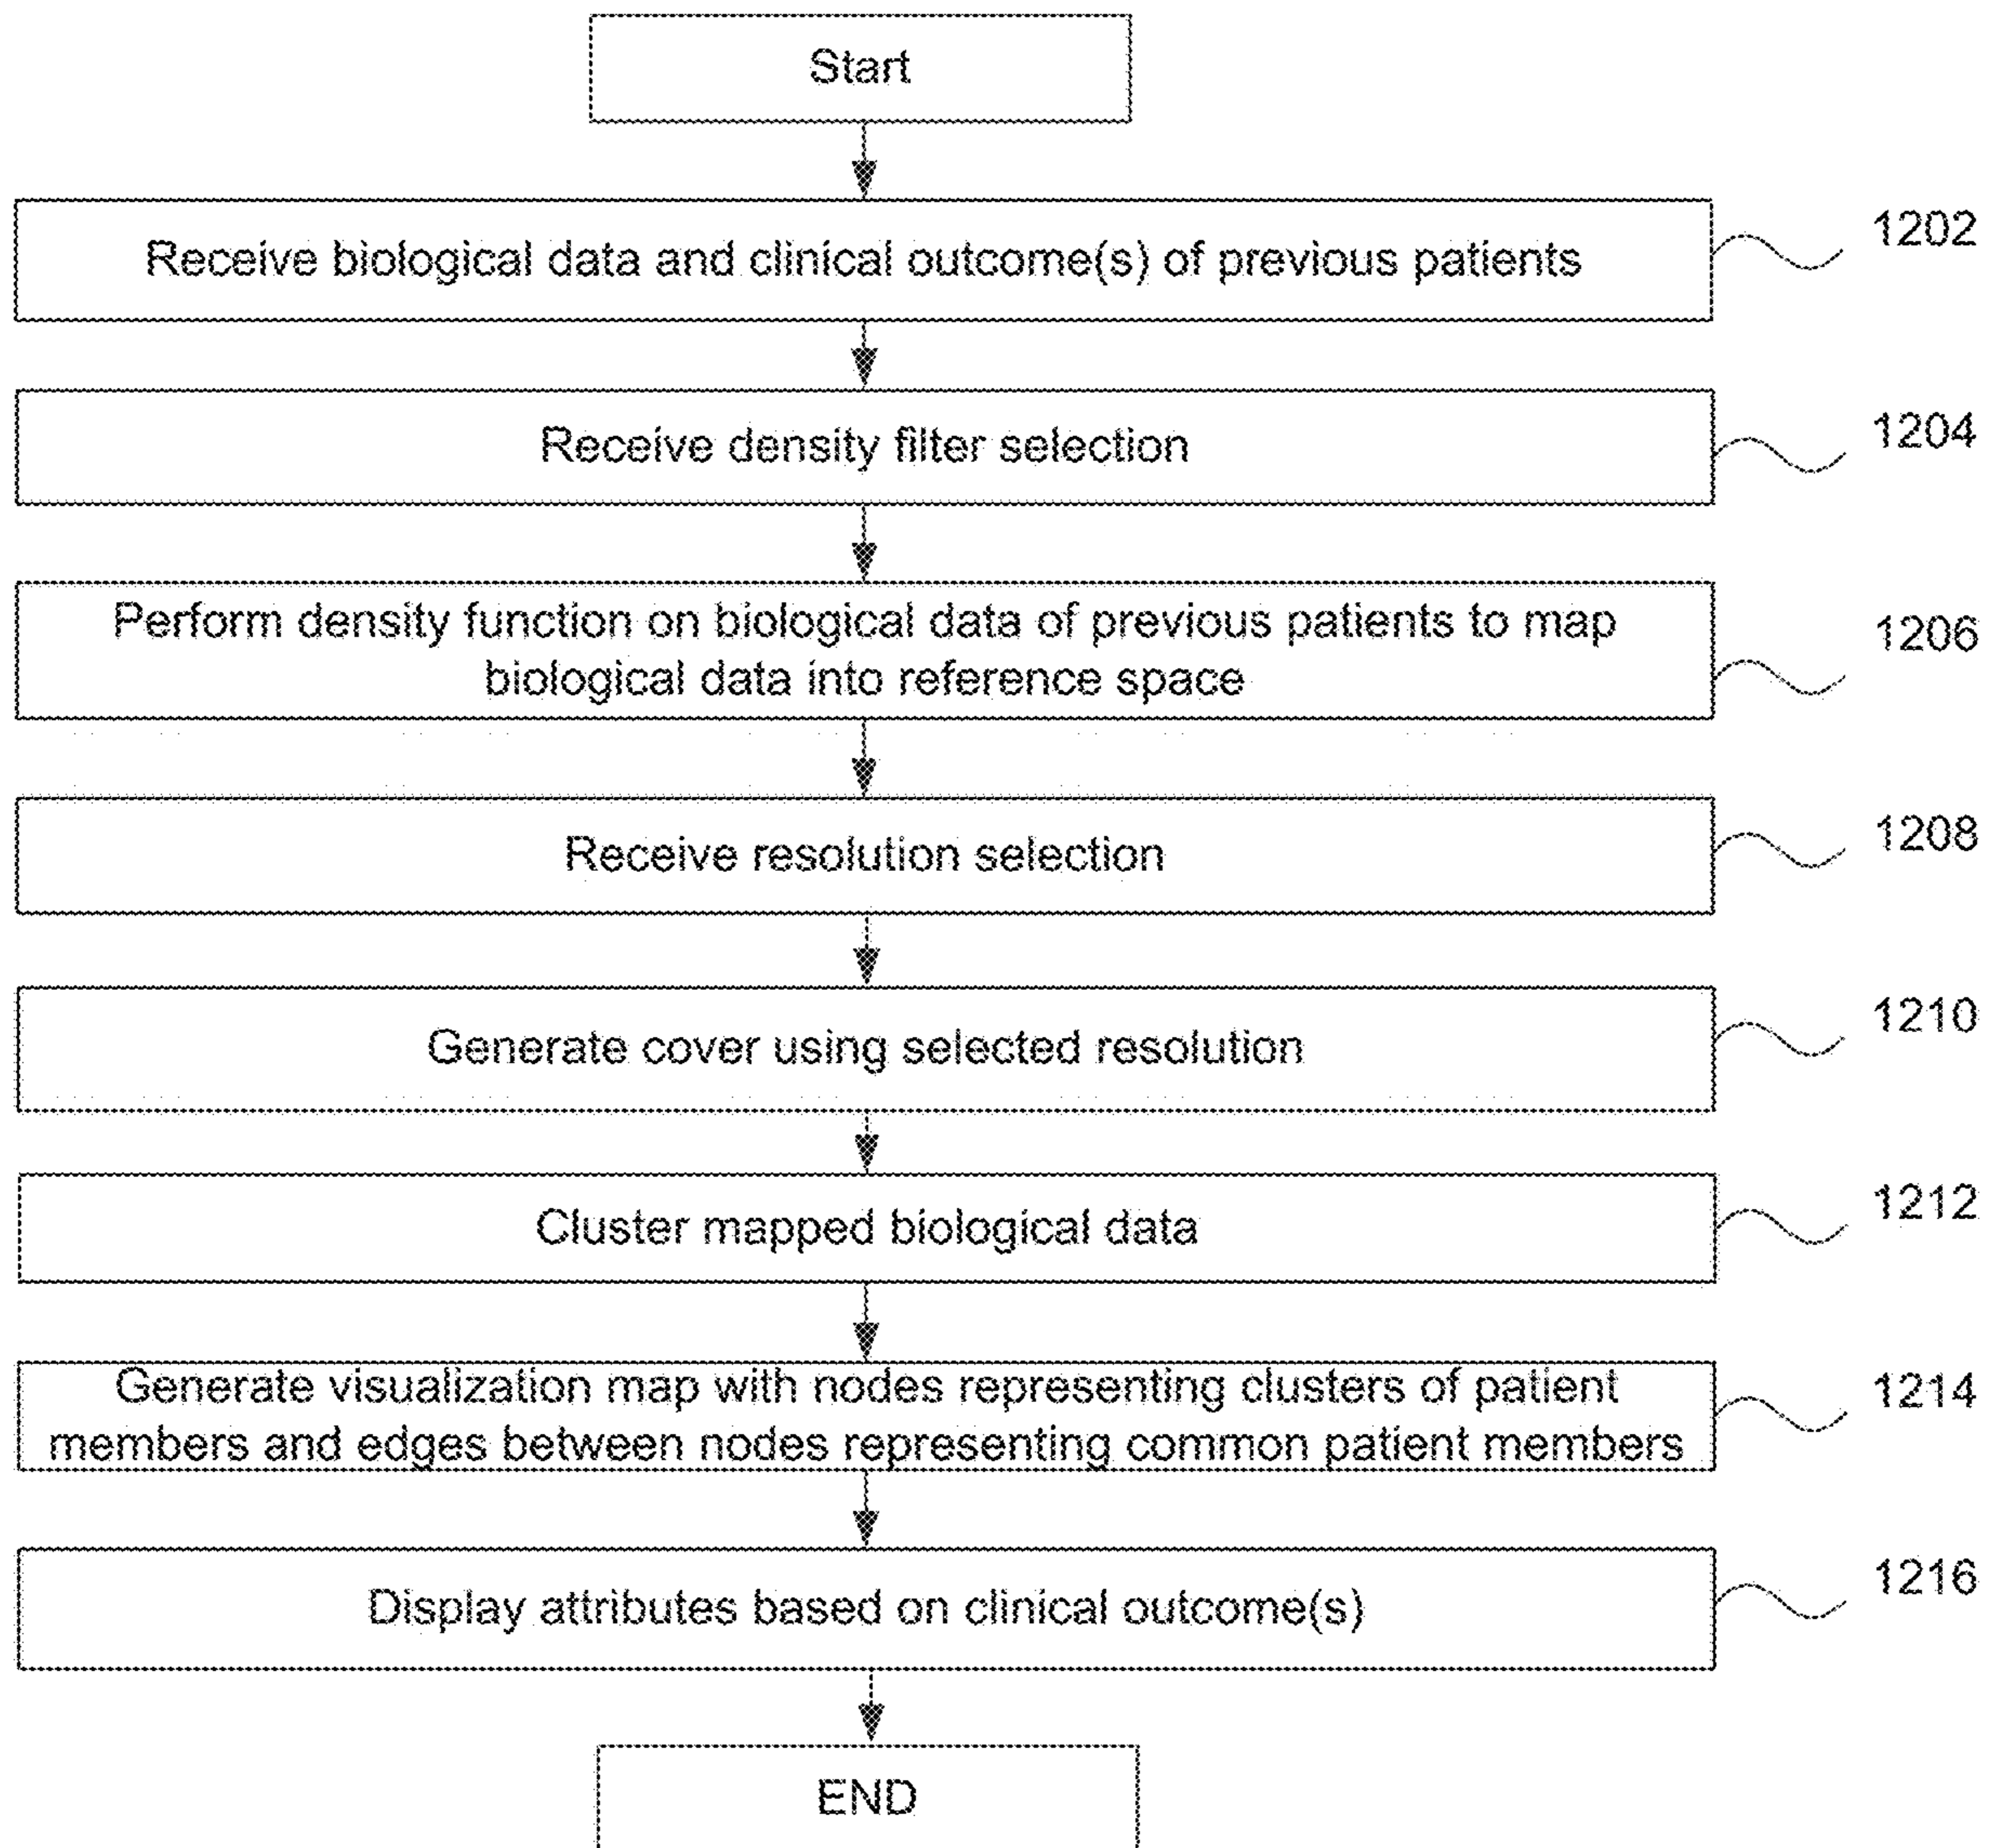 Start
Receive biological data and clinical outcome(s) of previous patients
1202
Receive density filter selection
1204
Perform density function on biological data of previous patients to map
biological data into reference space
1206
Receive resolution selection
1208
Generate cover using selected resolution
1210
Cluster mapped biological data
1212
Generate visualization map with nodes representing clusters of patient
members and edges between nodes representing common patient members
1214
Display attributes based on clinical outcome(s)
1216
END